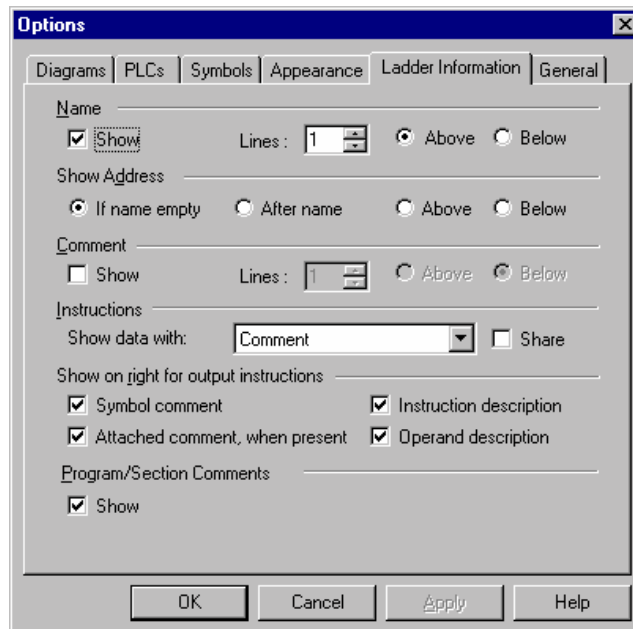 Options
Diagrams PLCs Symbols Appearance Ladder Information General
Name
Show Lines : 1 Above Below
Show Address
If name empty After name Above Below
Comment
Show Lines : 1 Above Below
Instructions
Show data with: Comment Share
Show on right for output instructions
Symbol comment Instruction description
Attached comment, when present Operand description
Program/Section Comments
Show
OK Cancel Apply Help